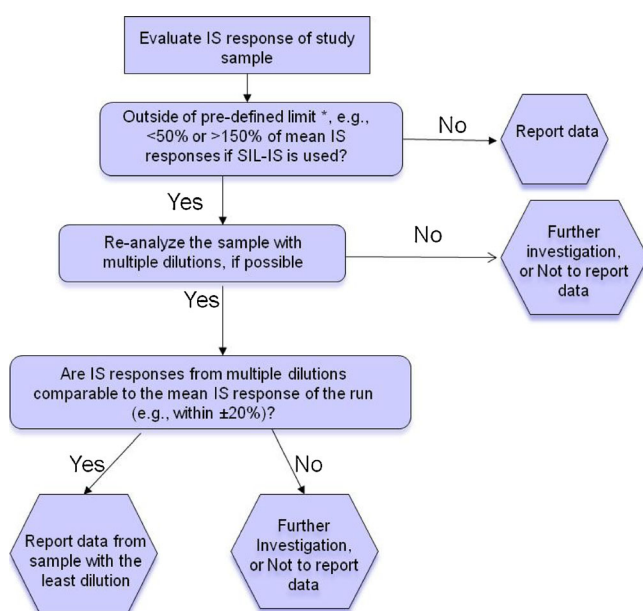 Evaluate IS response of study
sample
Outside of pre-defined limit *, e.g.,
<50% or >150% of mean IS
responses if SIL-IS is used?
No
Report data
Yes
Re-analyze the sample with
multiple dilutions, if possible
No
Further
investigation,
or Not to report
data
Yes
Are IS responses from multiple dilutions
comparable to the mean IS response of the run
(e.g., within ±20%)?
Yes
No
Report data from
sample with the
least dilution
Further
Investigation,
or Not to report
data